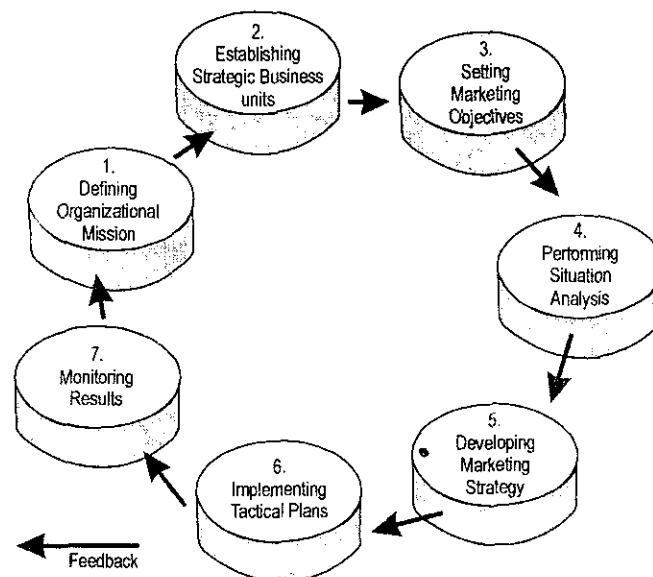 1.
Defining
Organizational
Mission
2.
Establishing
Strategic Business
units
3.
Setting
Marketing
Objectives
4.
Performing
Situation
Analysis
5.
Developing
Marketing
Strategy
6.
Implementing
Tactical Plans
7.
Monitoring
Results
Feedback